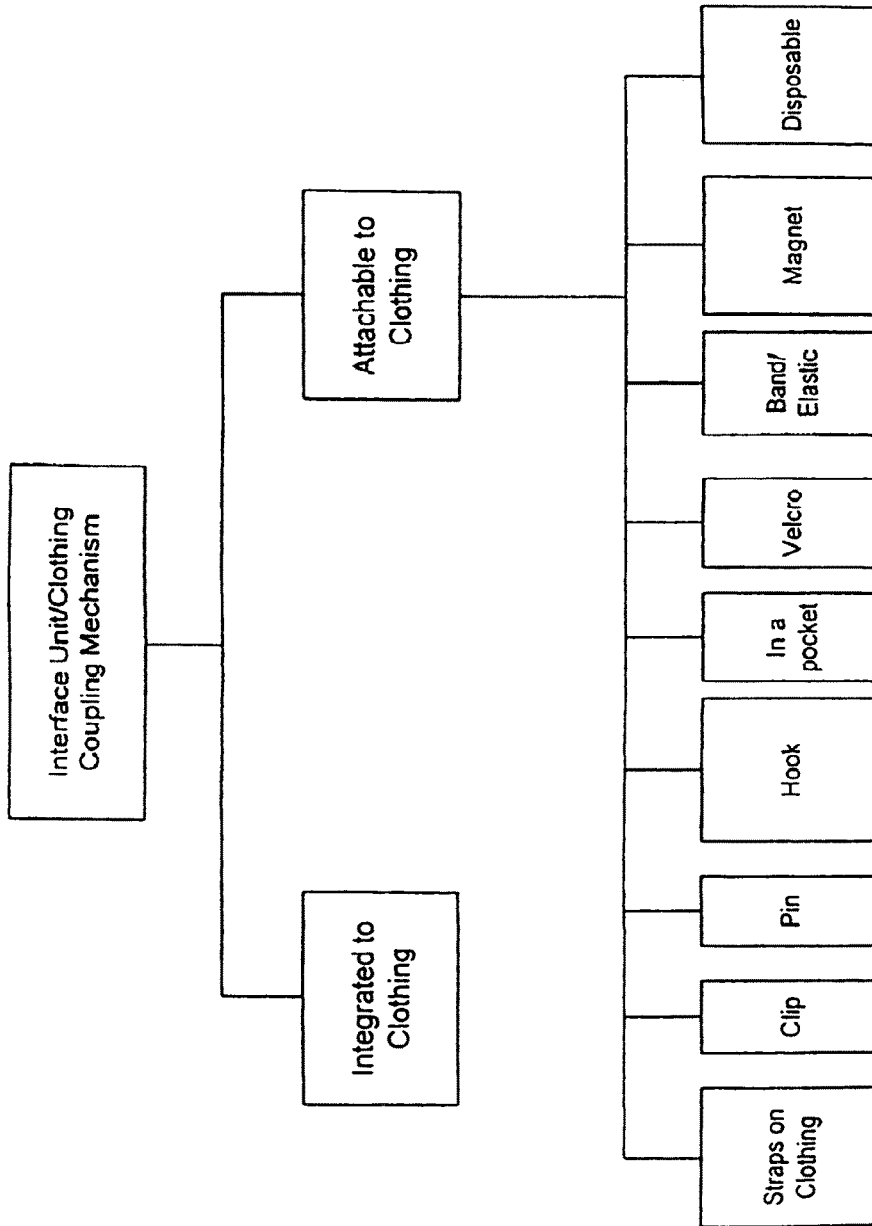 Interface Unit/Clothing
Coupling Mechanism
Integrated to
Clothing
Attachable to
Clothing
Straps on
Clothing
Clip
Pin
Hook
In a
pocket
Velcro
Band/
Elastic
Magnet
Disposable